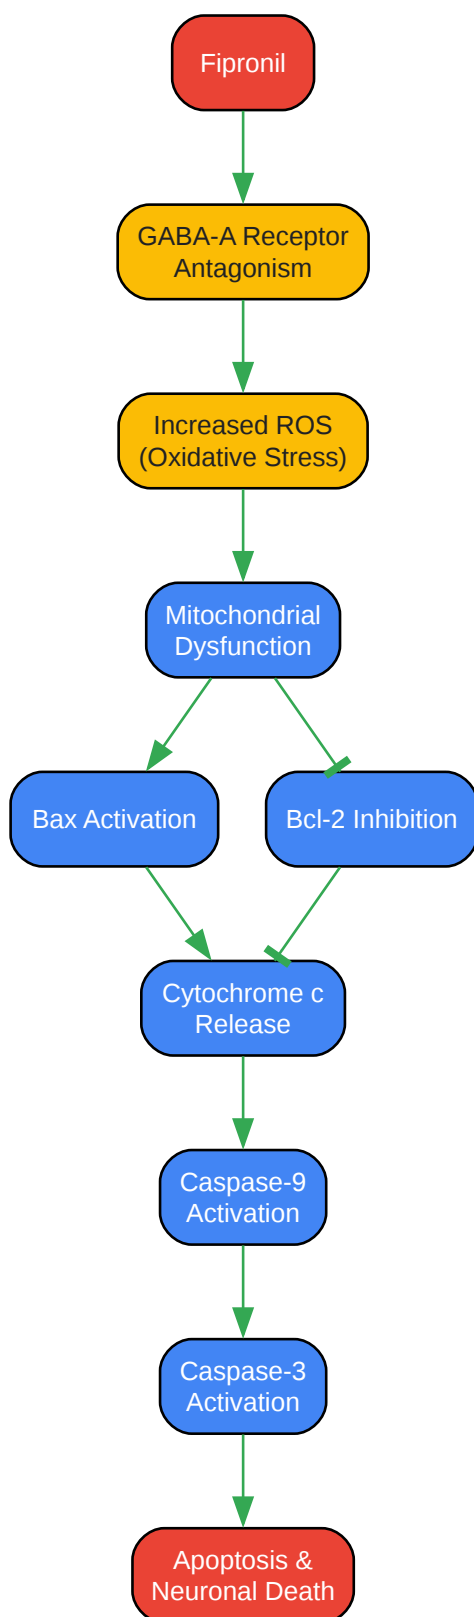 Fipronil
GABA-A Receptor
Antagonism
Increased ROS
(Oxidative Stress)
Mitochondrial
Dysfunction
Bax Activation
Bcl-2 Inhibition
Cytochrome c
Release
Caspase-9
Activation
Caspase-3
Activation
Apoptosis &
Neuronal Death